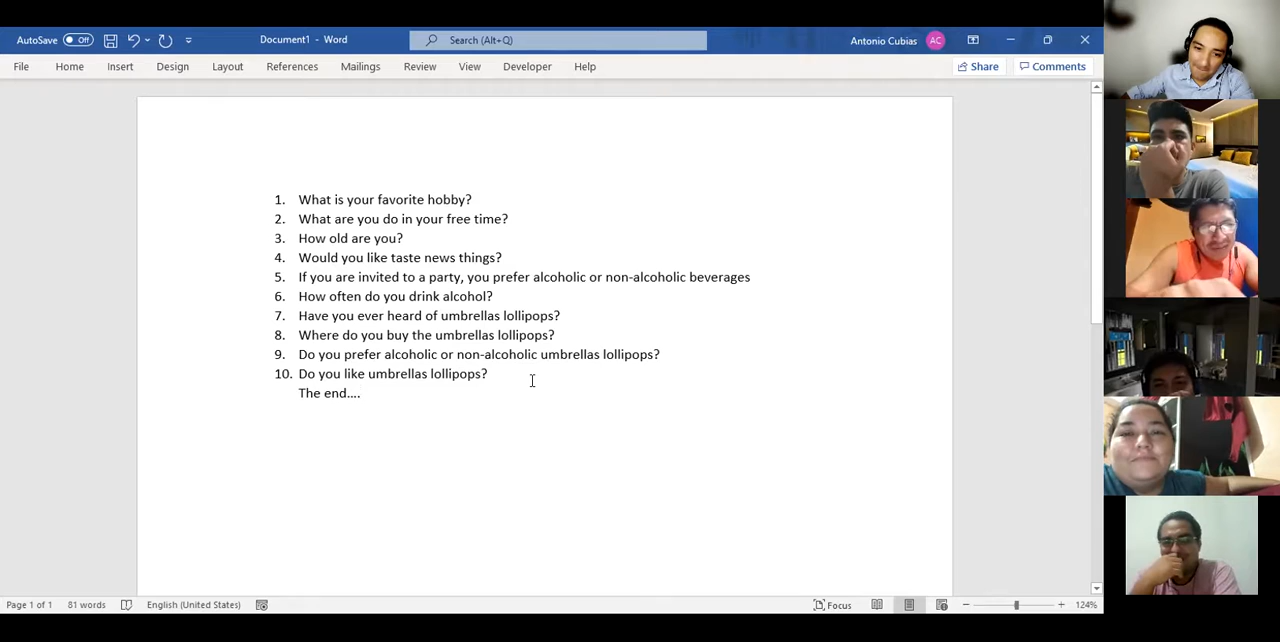 AutoSave Off Document1 - Word Search (Alt+Q) Antonio Cubias AC
File Home Insert Design Layout References Mailings Review View Developer Help Share Comments
1. What is your favorite hobby?
2. What are you do in your free time?
3. How old are you?
4. Would you like taste news things?
5. If you are invited to a party, you prefer alcoholic or non-alcoholic beverages
6. How often do you drink alcohol?
7. Have you ever heard of umbrellas lollipops?
8. Where do you buy the umbrellas lollipops?
9. Do you prefer alcoholic or non-alcoholic umbrellas lollipops?
10. Do you like umbrellas lollipops?
The end....
Page 1 of 1 81 words English (United States) Focus 124%